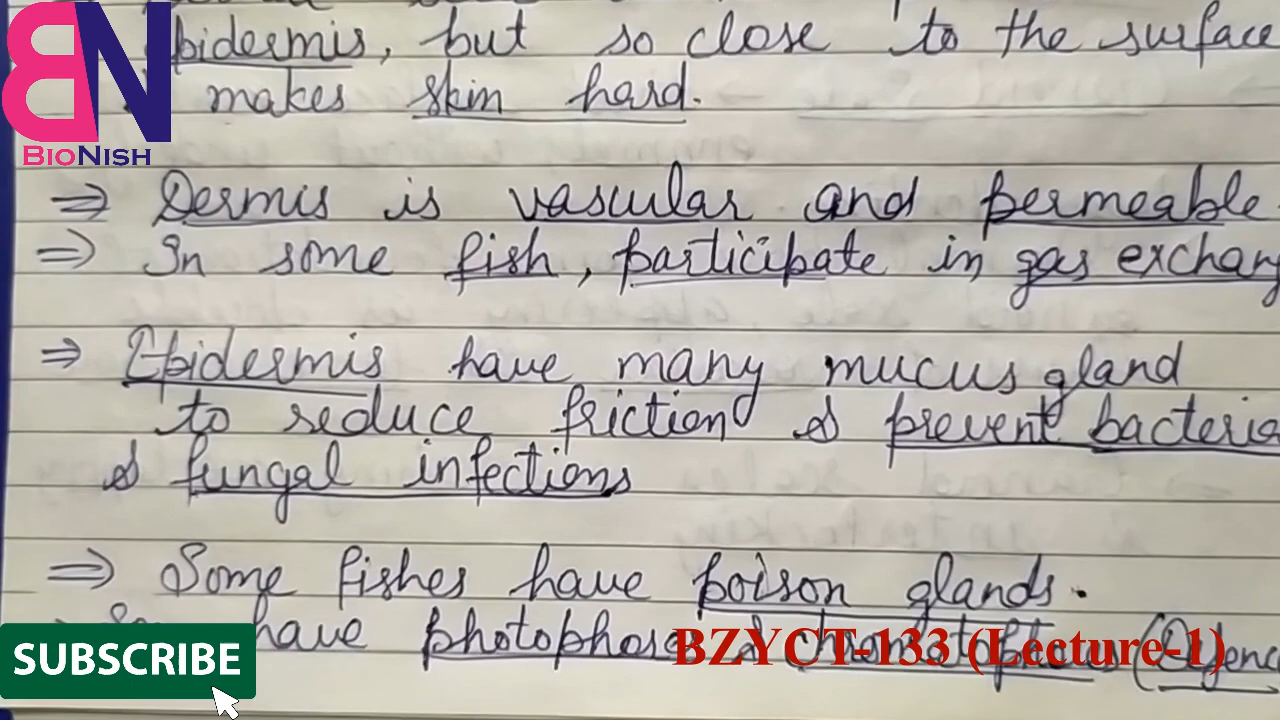 BN
BIONISH
Epidermis, but so close to the surface
makes skin hard.
⇒ Dermis is vascular and permeable.
⇒ In some fish, participate in gas exchang
⇒ Epidermis have many mucus gland
to reduce friction & prevent bacteria
& fungal infections
⇒ Some fishes have poison glands.
have photophores &
BZYCT-133 (Lecture-1)
SUBSCRIBE